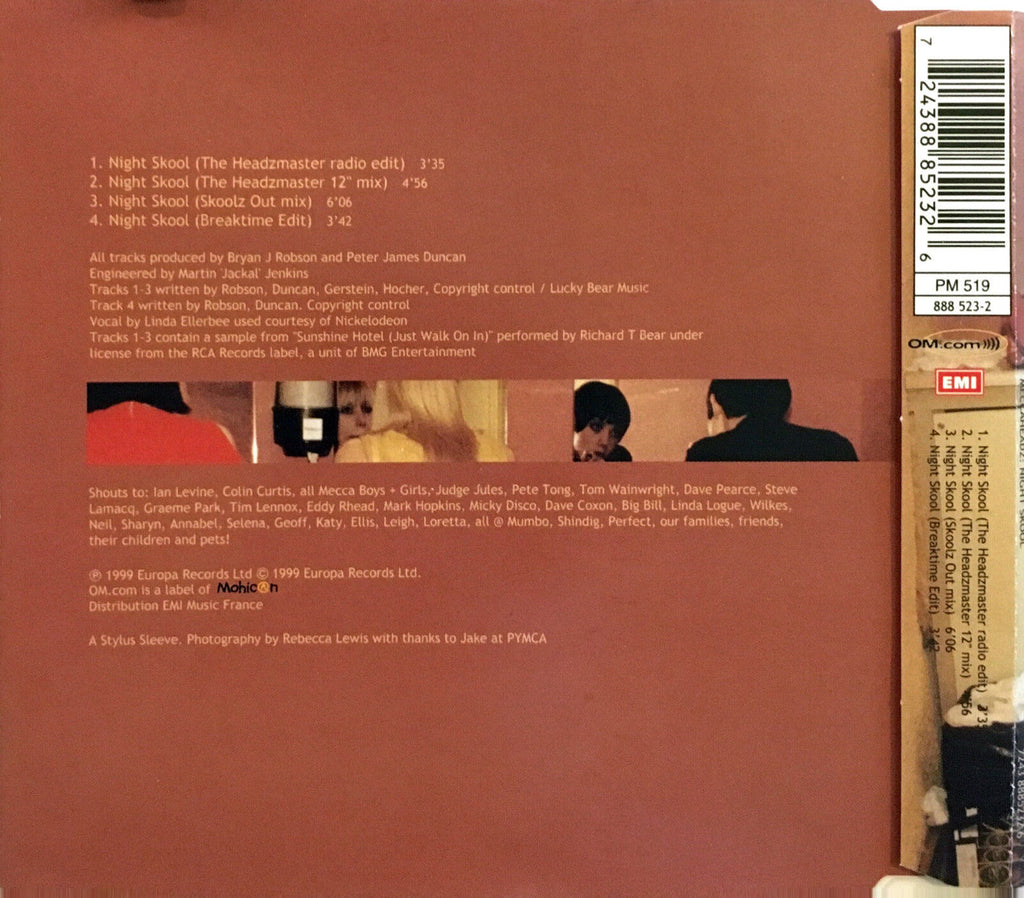 1. Night Skool (The Headzmaster radio edit) 3'35
2. Night Skool (The Headzmaster 12" mix) 4'56
3. Night Skool (Skoolz Out mix) 6'06
4. Night Skool (Breaktime Edit) 3'42
All tracks produced by Bryan J Robson and Peter James Duncan
Engineered by Martin 'Jackal' Jenkins
Tracks 1-3 written by Robson, Duncan, Gerstein, Hocher, Copyright control / Lucky Bear Music
Track 4 written by Robson, Duncan. Copyright control
Vocal by Linda Ellerbee used courtesy of Nickelodeon
Tracks 1-3 contain a sample from "Sunshine Hotel (Just Walk On In)" performed by Richard T Bear under
license from the RCA Records label, a unit of BMG Entertainment
Shouts to: Ian Levine, Colin Curtis, all Mecca Boys + Girls, Judge Jules, Pete Tong, Tom Wainwright, Dave Pearce, Steve
Lamacq, Graeme Park, Tim Lennox, Eddy Rhead, Mark Hopkins, Micky Disco, Dave Coxon, Big Bill, Linda Logue, Wilkes,
Neil, Sharyn, Annabel, Selena, Geoff, Katy, Ellis, Leigh, Loretta, all @ Mumbo, Shindig, Perfect, our families, friends,
their children and pets!
℗ 1999 Europa Records Ltd © 1999 Europa Records Ltd.
OM.com is a label of Mohic@n
Distribution EMI Music France
A Stylus Sleeve. Photography by Rebecca Lewis with thanks to Jake at PYMCA
7 24388 85232 6
PM 519
888 523-2
OM.com)))
EMI
1. Night Skool (The Headzmaster radio edit) 3'35
2. Night Skool (The Headzmaster 12" mix) 4'56
3. Night Skool (Skoolz Out mix) 6'06
4. Night Skool (Breaktime Edit) 3'42